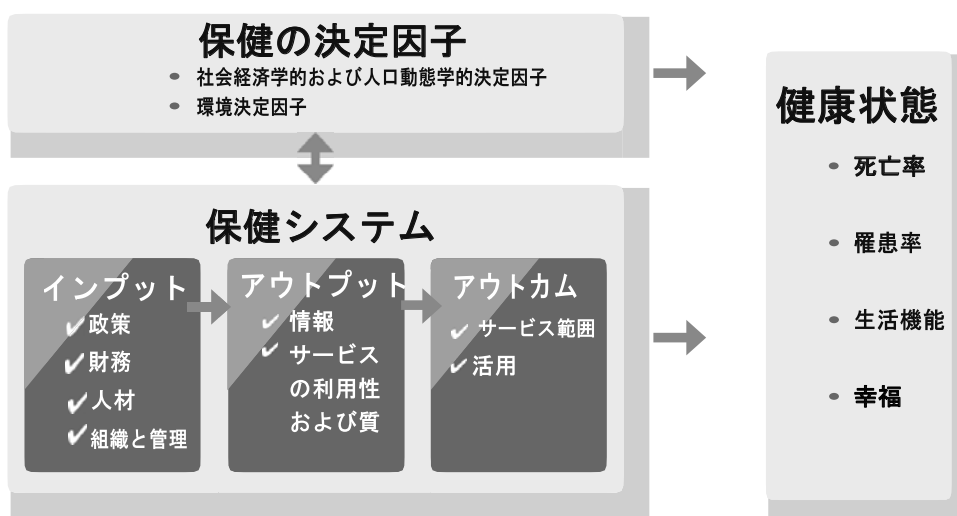 保健の決定因子
社会経済学的および人口動態学的決定因子
環境決定因子
保健システム
インプット
政策
財務
人材
組織と管理
アウトプット
情報
サービス
の利用性
および質
アウトカム
サービス範囲
活用
健康状態
死亡率
罹患率
生活機能
幸福